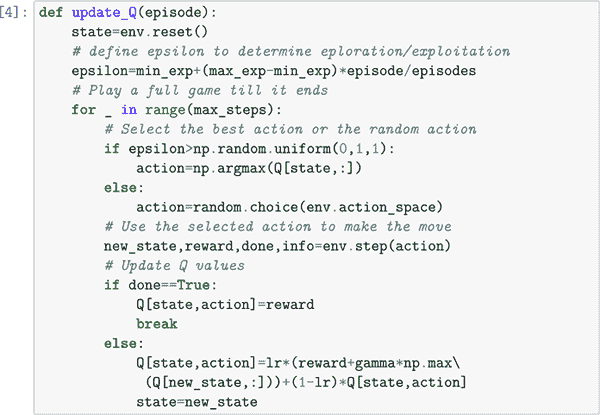 [4]: def update_Q(episode):
    state=env.reset()
    # define epsilon to determine eploration/exploitation
    epsilon=min_exp+(max_exp-min_exp)*episode/episodes
    # Play a full game till it ends
    for _ in range(max_steps):
        # Select the best action or the random action
        if epsilon>np.random.uniform(0,1,1):
            action=np.argmax(Q[state,:])
        else:
            action=random.choice(env.action_space)
        # Use the selected action to make the move
        new_state,reward,done,info=env.step(action)
        # Update Q values
        if done==True:
            Q[state,action]=reward
            break
        else:
            Q[state,action]=lr*(reward+gamma*np.max\
             (Q[new_state,:]))+(1-lr)*Q[state,action]
            state=new_state